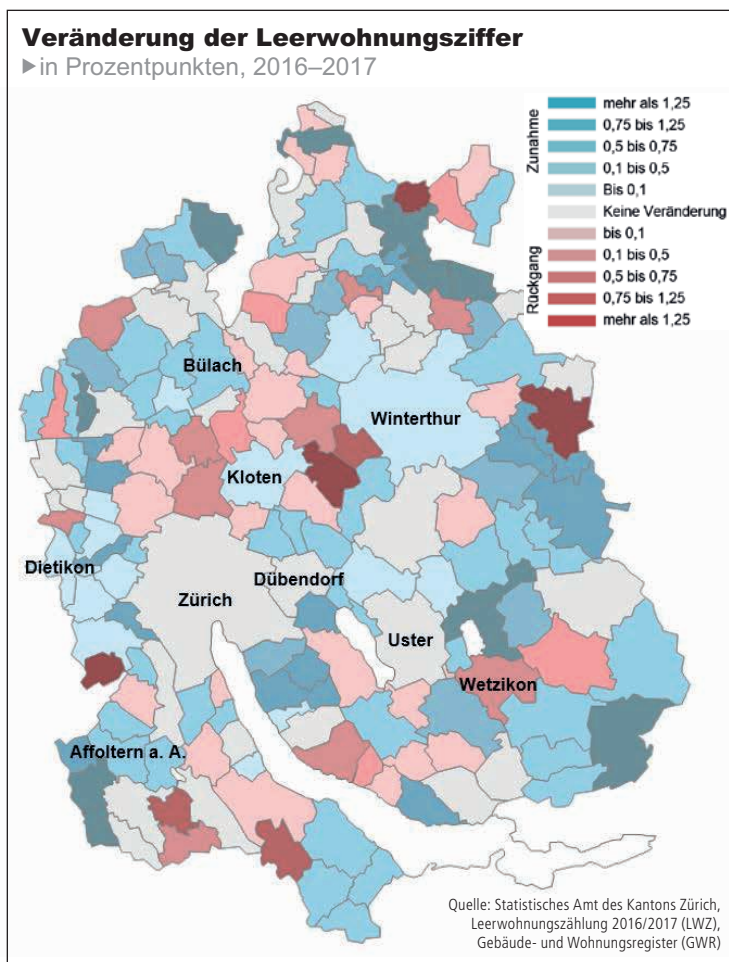 Veränderung der Leerwohnungsziffer
▶in Prozentpunkten, 2016–2017
Zunahme
mehr als 1,25
0,75 bis 1,25
0,5 bis 0,75
0,1 bis 0,5
Bis 0,1
Keine Veränderung
Rückgang
bis 0,1
0,1 bis 0,5
0,5 bis 0,75
0,75 bis 1,25
mehr als 1,25
Bülach
Winterthur
Kloten
Dietikon
Dübendorf
Zürich
Uster
Wetzikon
Affoltern a. A.
Quelle: Statistisches Amt des Kantons Zürich,
Leerwohnungszählung 2016/2017 (LWZ),
Gebäude- und Wohnungsregister (GWR)